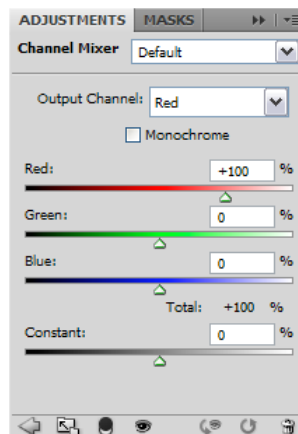 ADJUSTMENTS MASKS
Channel Mixer Default
Output Channel: Red
Monochrome
Red: +100 %
Green: 0 %
Blue: 0 %
Total: +100 %
Constant: 0 %